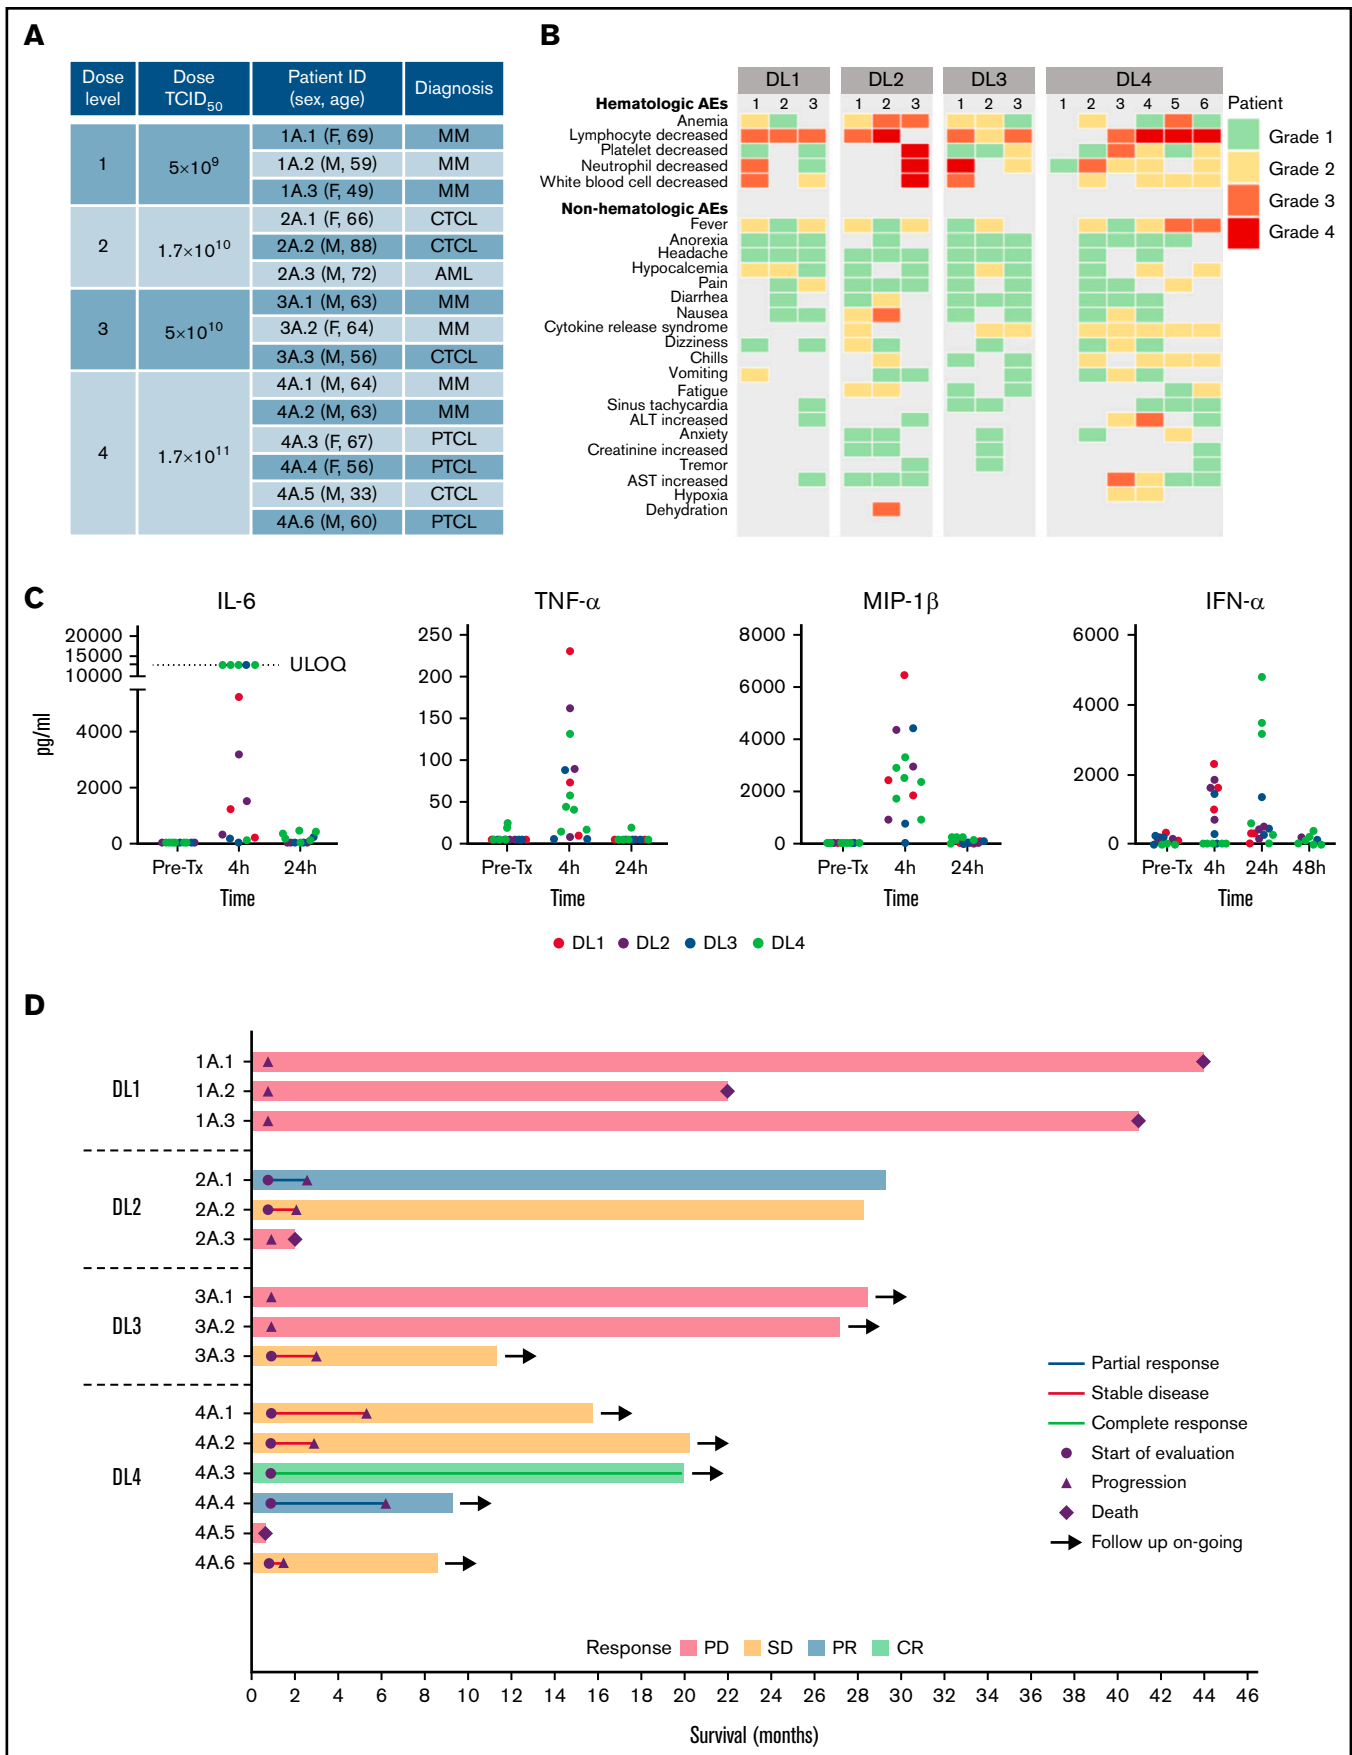 A
Dose level
Dose TCID50
Patient ID (sex, age)
Diagnosis
1
5×10^9
1A.1 (F, 69) MM
1A.2 (M, 59) MM
1A.3 (F, 49) MM
2
1.7×10^10
2A.1 (F, 66) CTCL
2A.2 (M, 88) CTCL
2A.3 (M, 72) AML
3
5×10^10
3A.1 (M, 63) MM
3A.2 (F, 64) MM
3A.3 (M, 56) CTCL
4
1.7×10^11
4A.1 (M, 64) MM
4A.2 (M, 63) MM
4A.3 (F, 67) PTCL
4A.4 (F, 56) PTCL
4A.5 (M, 33) CTCL
4A.6 (M, 60) PTCL
B
DL1 DL2 DL3 DL4
Hematologic AEs 1 2 3 1 2 3 1 2 3 1 2 3 4 5 6 Patient
Anemia
Lymphocyte decreased
Platelet decreased
Neutrophil decreased
White blood cell decreased
Non-hematologic AEs
Fever
Anorexia
Headache
Hypocalcemia
Pain
Diarrhea
Nausea
Cytokine release syndrome
Dizziness
Chills
Vomiting
Fatigue
Sinus tachycardia
ALT increased
Anxiety
Creatinine increased
Tremor
AST increased
Hypoxia
Dehydration
Grade 1
Grade 2
Grade 3
Grade 4
C
IL-6
pg/ml
20000
15000
10000
4000
2000
0
ULOQ
Pre-Tx 4h 24h
Time
TNF-α
250
200
150
100
50
0
Pre-Tx 4h 24h
Time
MIP-1β
8000
6000
4000
2000
0
Pre-Tx 4h 24h
Time
IFN-α
6000
4000
2000
0
Pre-Tx 4h 24h 48h
Time
DL1 DL2 DL3 DL4
D
DL1
1A.1
1A.2
1A.3
DL2
2A.1
2A.2
2A.3
DL3
3A.1
3A.2
3A.3
DL4
4A.1
4A.2
4A.3
4A.4
4A.5
4A.6
Partial response
Stable disease
Complete response
Start of evaluation
Progression
Death
Follow up on-going
Response PD SD PR CR
0 2 4 6 8 10 12 14 16 18 20 22 24 26 28 30 32 34 36 38 40 42 44 46
Survival (months)